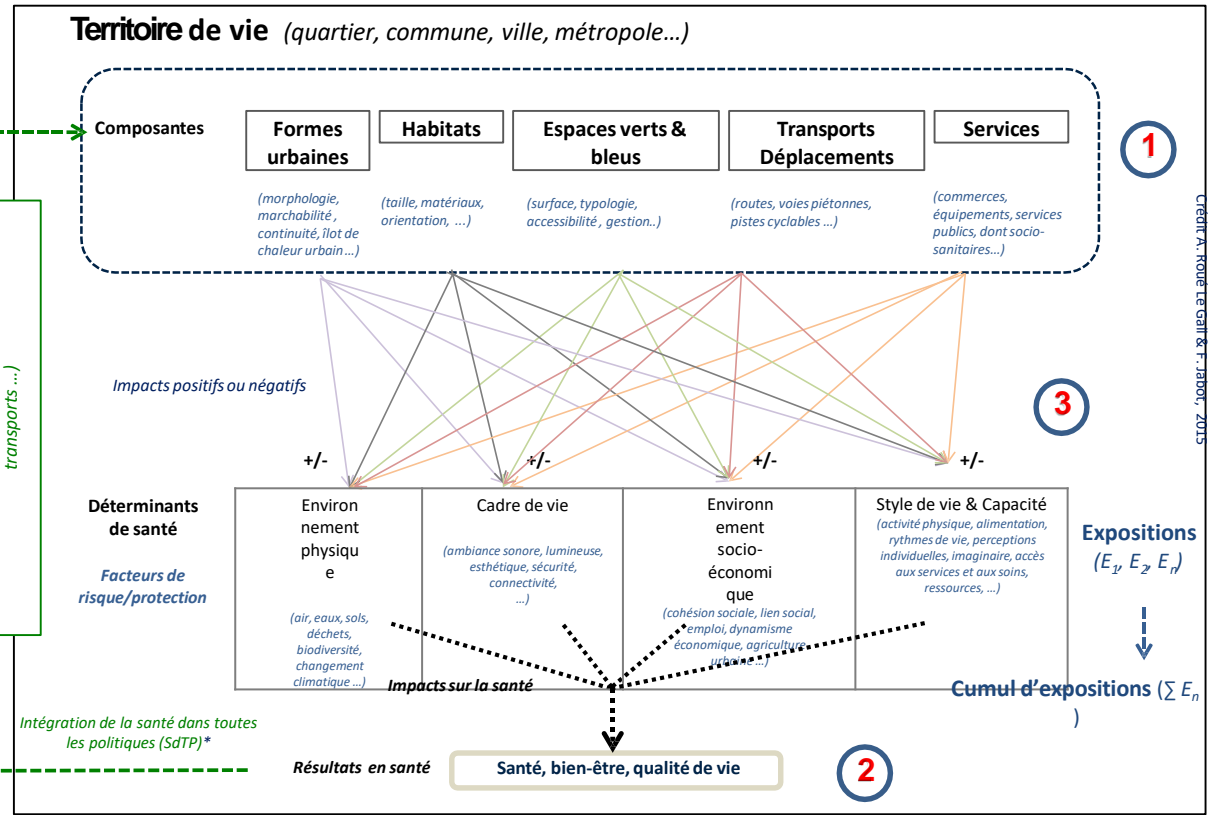 Territoire de vie (quartier, commune, ville, métropole…)
Composantes
Formes
urbaines
Habitats
Espaces verts &
bleus
Transports
Déplacements
Services
1
(morphologie,
marchabilité ,
continuité, îlot de
chaleur urbain …)
(taille, matériaux,
orientation, ...)
(surface, typologie,
accessibilité , gestion..)
(routes, voies piétonnes,
pistes cyclables …)
(commerces,
équipements, services
publics, dont socio-
sanitaires…)
Crédit A. Roué Le Gall & F. Jabot, 2015
transports …)
Impacts positifs ou négatifs
3
+/-
+/-
+/-
+/-
Déterminants
de santé
Facteurs de
risque/protection
Environ
nement
physiqu
e
(air, eaux, sols,
déchets,
biodiversité,
changement
climatique …)
Cadre de vie
(ambiance sonore, lumineuse,
esthétique, sécurité,
connectivité,
…)
Environn
ement
socio-
économi
que
(cohésion sociale, lien social,
emploi, dynamisme
économique, agriculture
urbaine …)
Style de vie & Capacité
(activité physique, alimentation,
rythmes de vie, perceptions
individuelles, imaginaire, accès
aux services et aux soins,
ressources, …)
Expositions
(E1, E2, En)
Impacts sur la santé
Cumul d'expositions (∑ En
)
Intégration de la santé dans toutes
les politiques (SdTP)*
Résultats en santé
Santé, bien-être, qualité de vie
2